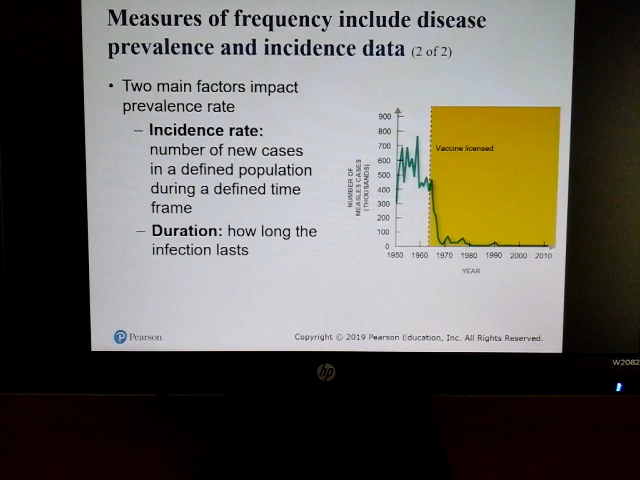 Measures of frequency include disease
prevalence and incidence data (2 of 2)
• Two main factors impact
prevalence rate
– Incidence rate:
number of new cases
in a defined population
during a defined time
frame
– Duration: how long the
infection lasts
NUMBER OF
MEASLES CASES
(THOUSANDS)
900
800
700
600
500
400
300
200
100
0
Vaccine licensed
1950 1960 1970 1980 1990 2000 2010
YEAR
P Pearson
Copyright © 2019 Pearson Education, Inc. All Rights Reserved.
hp
W2082